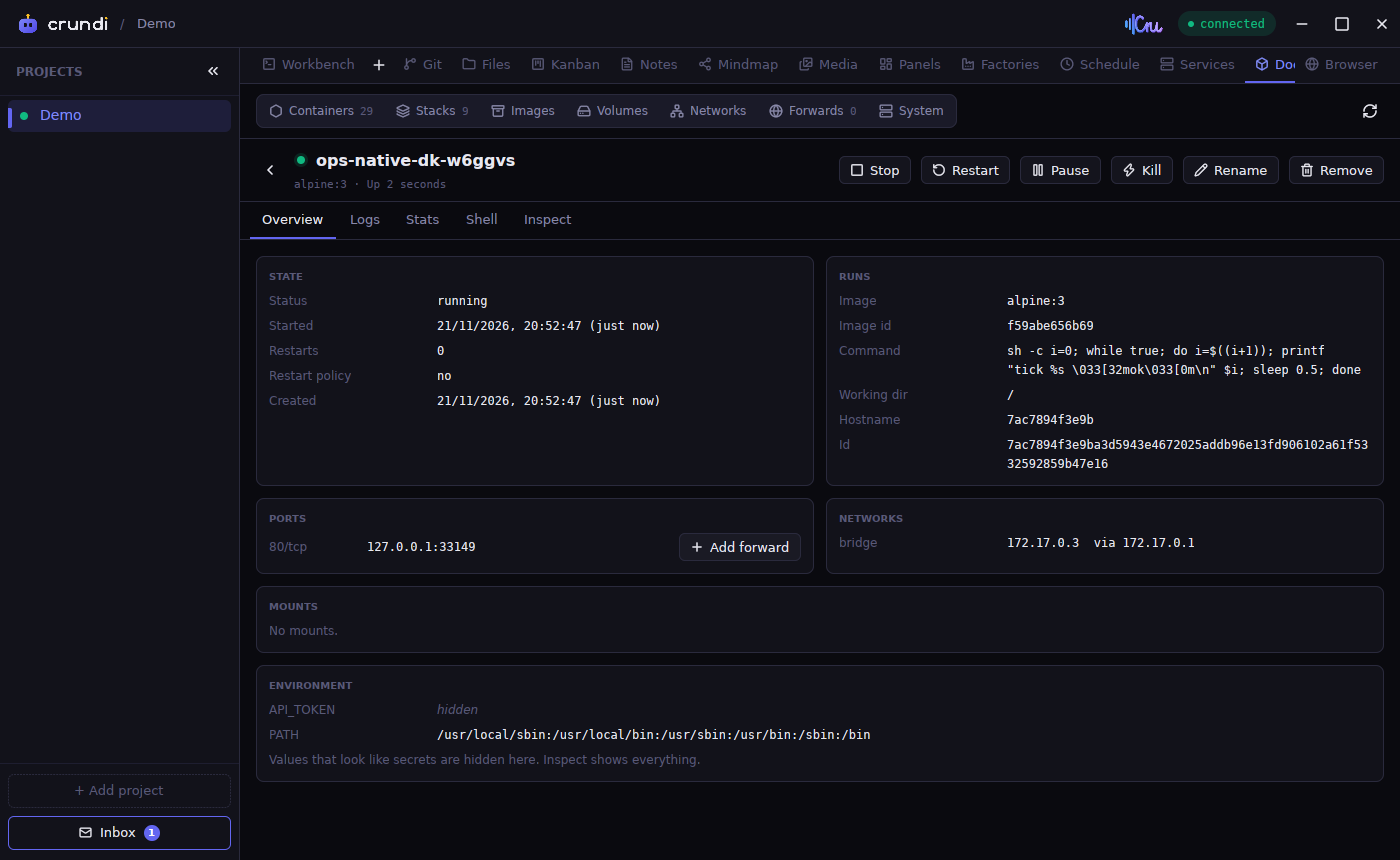 crundi / Demo
Cru
connected
PROJECTS
Workbench Git Files Kanban Notes Mindmap Media Panels Factories Schedule Services Doc Browser
Demo
Containers 29 Stacks 9 Images Volumes Networks Forwards 0 System
ops-native-dk-w6ggvs
alpine:3 · Up 2 seconds
Stop Restart Pause Kill Rename Remove
Overview Logs Stats Shell Inspect
STATE
Status running
Started 21/11/2026, 20:52:47 (just now)
Restarts 0
Restart policy no
Created 21/11/2026, 20:52:47 (just now)
RUNS
Image alpine:3
Image id f59abe656b69
Command sh -c i=0; while true; do i=$((i+1)); printf
"tick %s \033[32mok\033[0m\n" $i; sleep 0.5; done
Working dir /
Hostname 7ac7894f3e9b
Id 7ac7894f3e9ba3d5943e4672025addb96e13fd906102a61f53
32592859b47e16
PORTS
80/tcp 127.0.0.1:33149 + Add forward
NETWORKS
bridge 172.17.0.3 via 172.17.0.1
MOUNTS
No mounts.
ENVIRONMENT
API_TOKEN hidden
PATH /usr/local/sbin:/usr/local/bin:/usr/sbin:/usr/bin:/sbin:/bin
Values that look like secrets are hidden here. Inspect shows everything.
+ Add project
Inbox 1